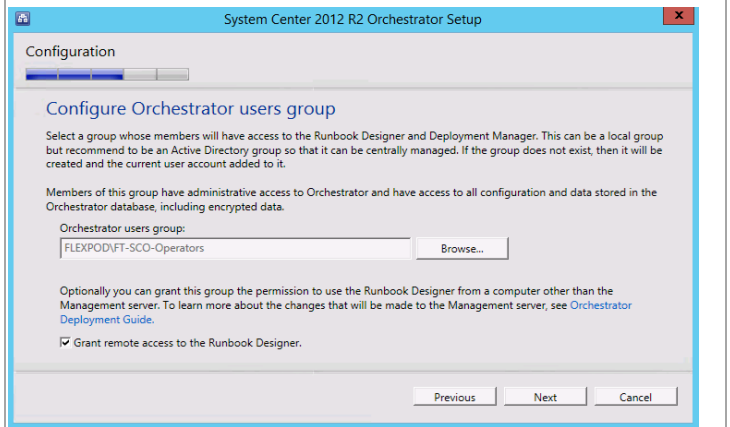 System Center 2012 R2 Orchestrator Setup
x
Configuration
Configure Orchestrator users group
Select a group whose members will have access to the Runbook Designer and Deployment Manager. This can be a local group
but recommend to be an Active Directory group so that it can be centrally managed. If the group does not exist, then it will be
created and the current user account added to it.
Members of this group have administrative access to Orchestrator and have access to all configuration and data stored in the
Orchestrator database, including encrypted data.
Orchestrator users group:
FLEXPOD\FT-SCO-Operators
Browse...
Optionally you can grant this group the permission to use the Runbook Designer from a computer other than the
Management server. To learn more about the changes that will be made to the Management server, see Orchestrator
Deployment Guide.
Grant remote access to the Runbook Designer.
Previous
Next
Cancel